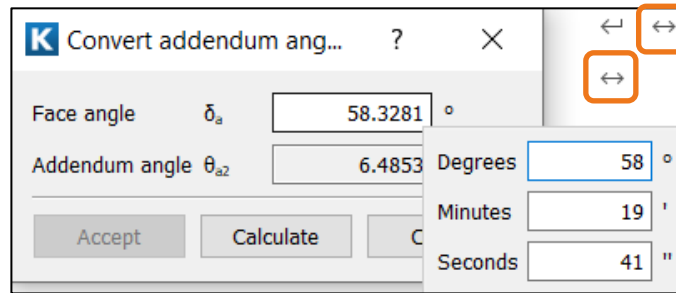 K Convert addendum ang... ?
Face angle δₐ 58.3281 °
Addendum angle θₐ₂ 6.4853
Degrees 58 °
Minutes 19 '
Seconds 41 "
Accept Calculate C